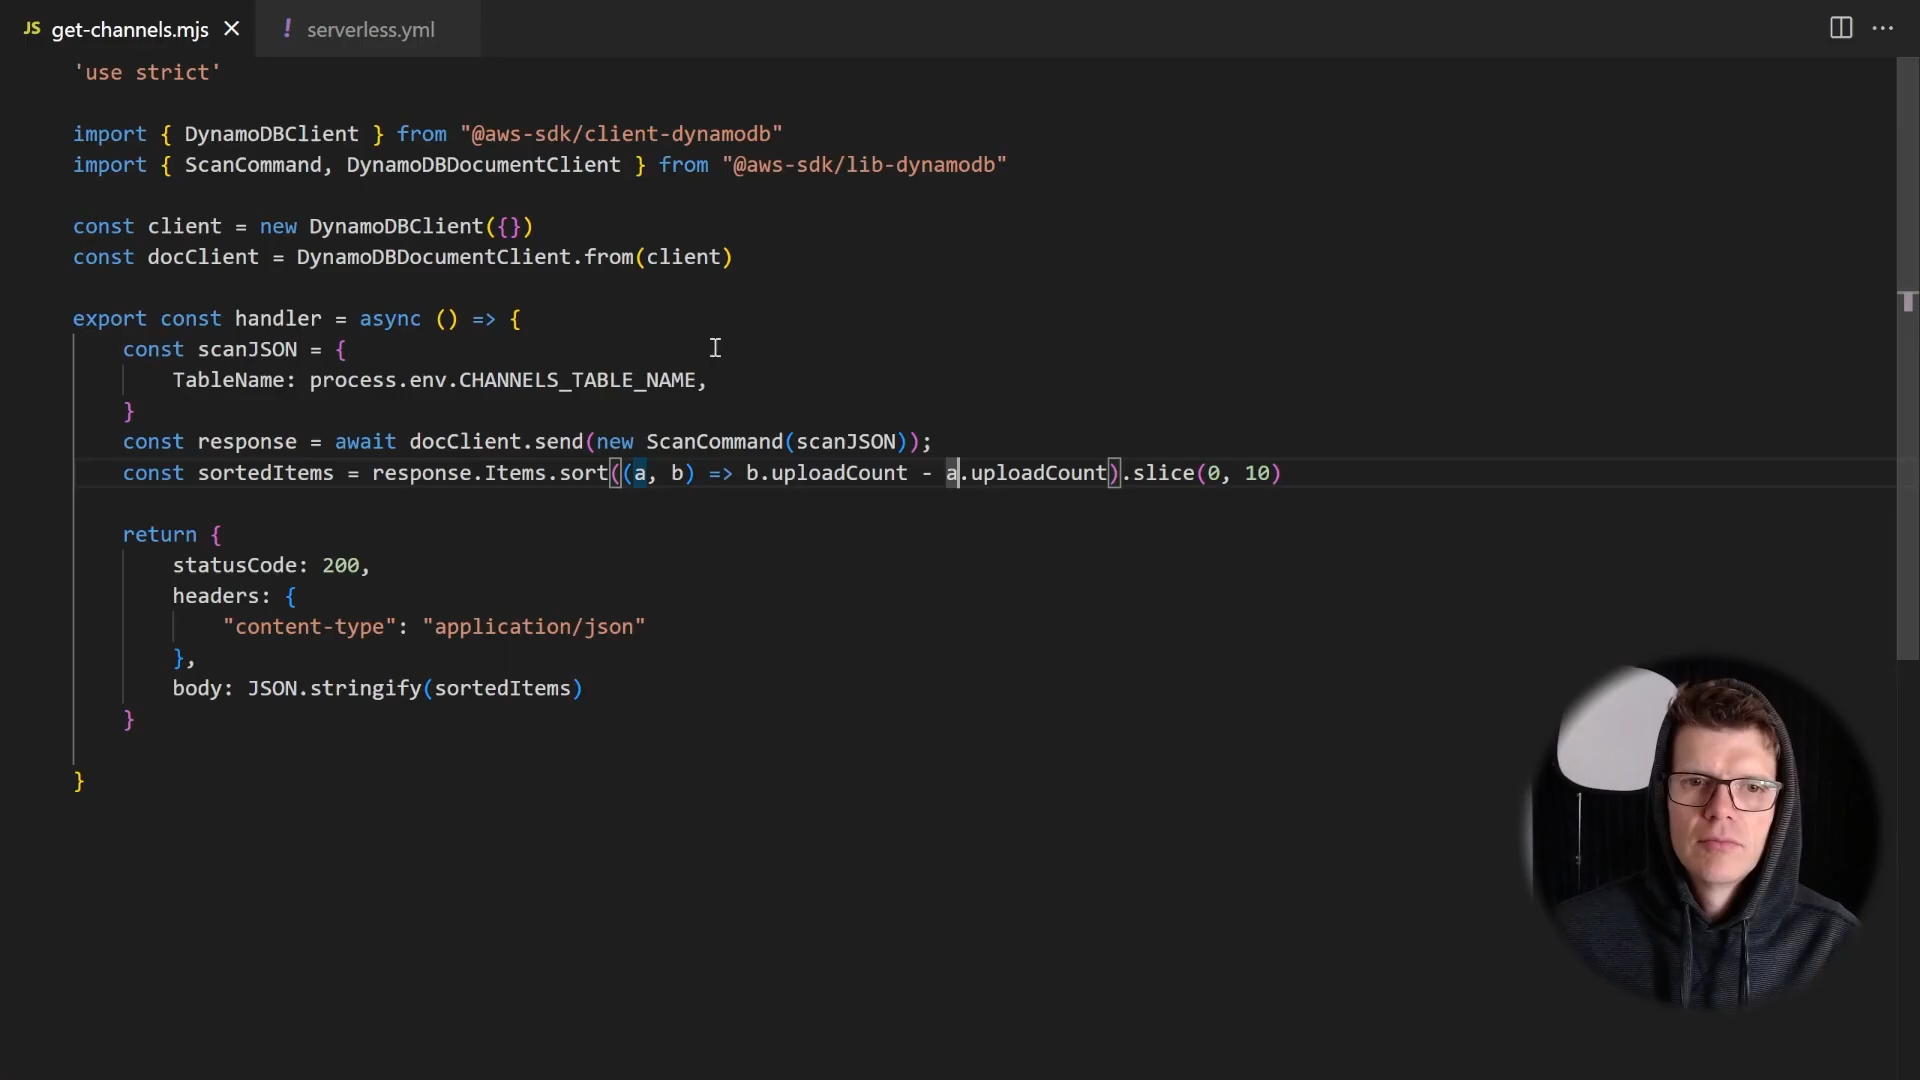 JS get-channels.mjs × ! serverless.yml
'use strict'
import { DynamoDBClient } from "@aws-sdk/client-dynamodb"
import { ScanCommand, DynamoDBDocumentClient } from "@aws-sdk/lib-dynamodb"
const client = new DynamoDBClient({})
const docClient = DynamoDBDocumentClient.from(client)
export const handler = async () => {
const scanJSON = {
TableName: process.env.CHANNELS_TABLE_NAME,
}
const response = await docClient.send(new ScanCommand(scanJSON));
const sortedItems = response.Items.sort((a, b) => b.uploadCount - a.uploadCount).slice(0, 10)
return {
statusCode: 200,
headers: {
"content-type": "application/json"
},
body: JSON.stringify(sortedItems)
}
}